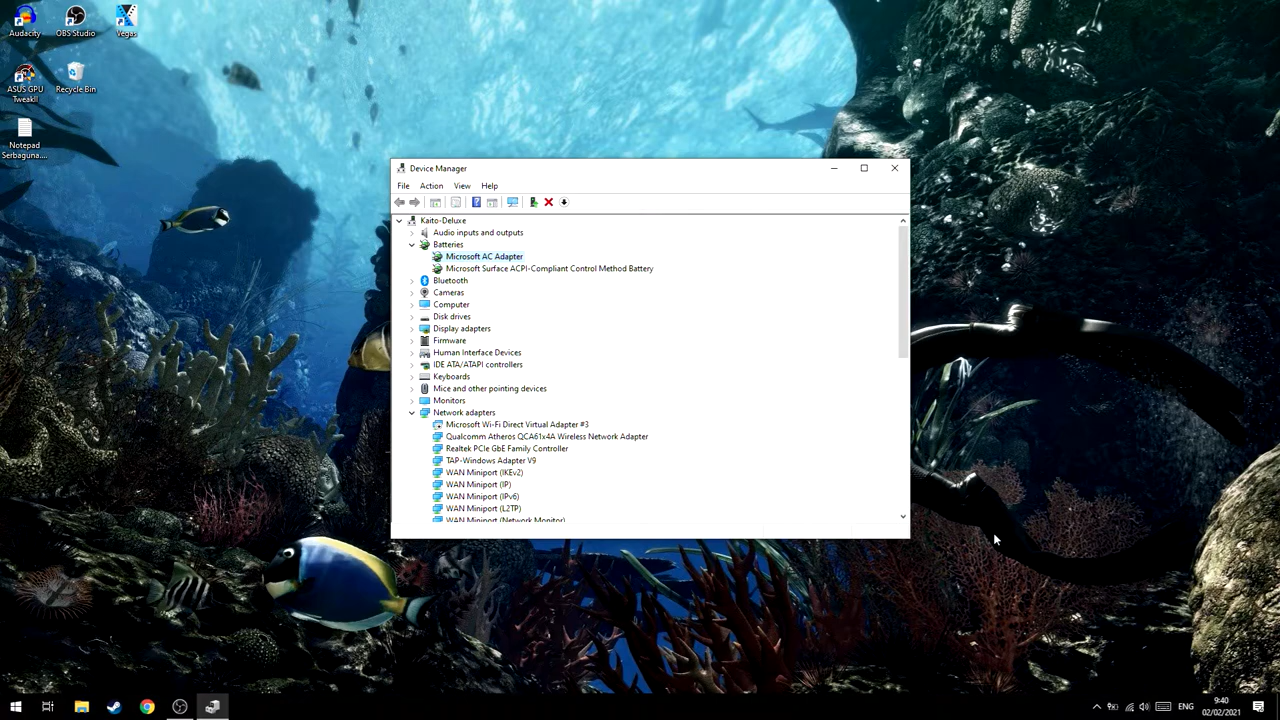 Audacity
OBS Studio
Vegas
ASUS GPU
TweakII
Recycle Bin
Notepad
Serbaguna....
Device Manager
File Action View Help
Kaito-Deluxe
Audio inputs and outputs
Batteries
Microsoft AC Adapter
Microsoft Surface ACPI-Compliant Control Method Battery
Bluetooth
Cameras
Computer
Disk drives
Display adapters
Firmware
Human Interface Devices
IDE ATA/ATAPI controllers
Keyboards
Mice and other pointing devices
Monitors
Network adapters
Microsoft Wi-Fi Direct Virtual Adapter #3
Qualcomm Atheros QCA61x4A Wireless Network Adapter
Realtek PCIe GbE Family Controller
TAP-Windows Adapter V9
WAN Miniport (IKEv2)
WAN Miniport (IP)
WAN Miniport (IPv6)
WAN Miniport (L2TP)
WAN Miniport (Network Monitor)
ENG
9:40
02/02/2021